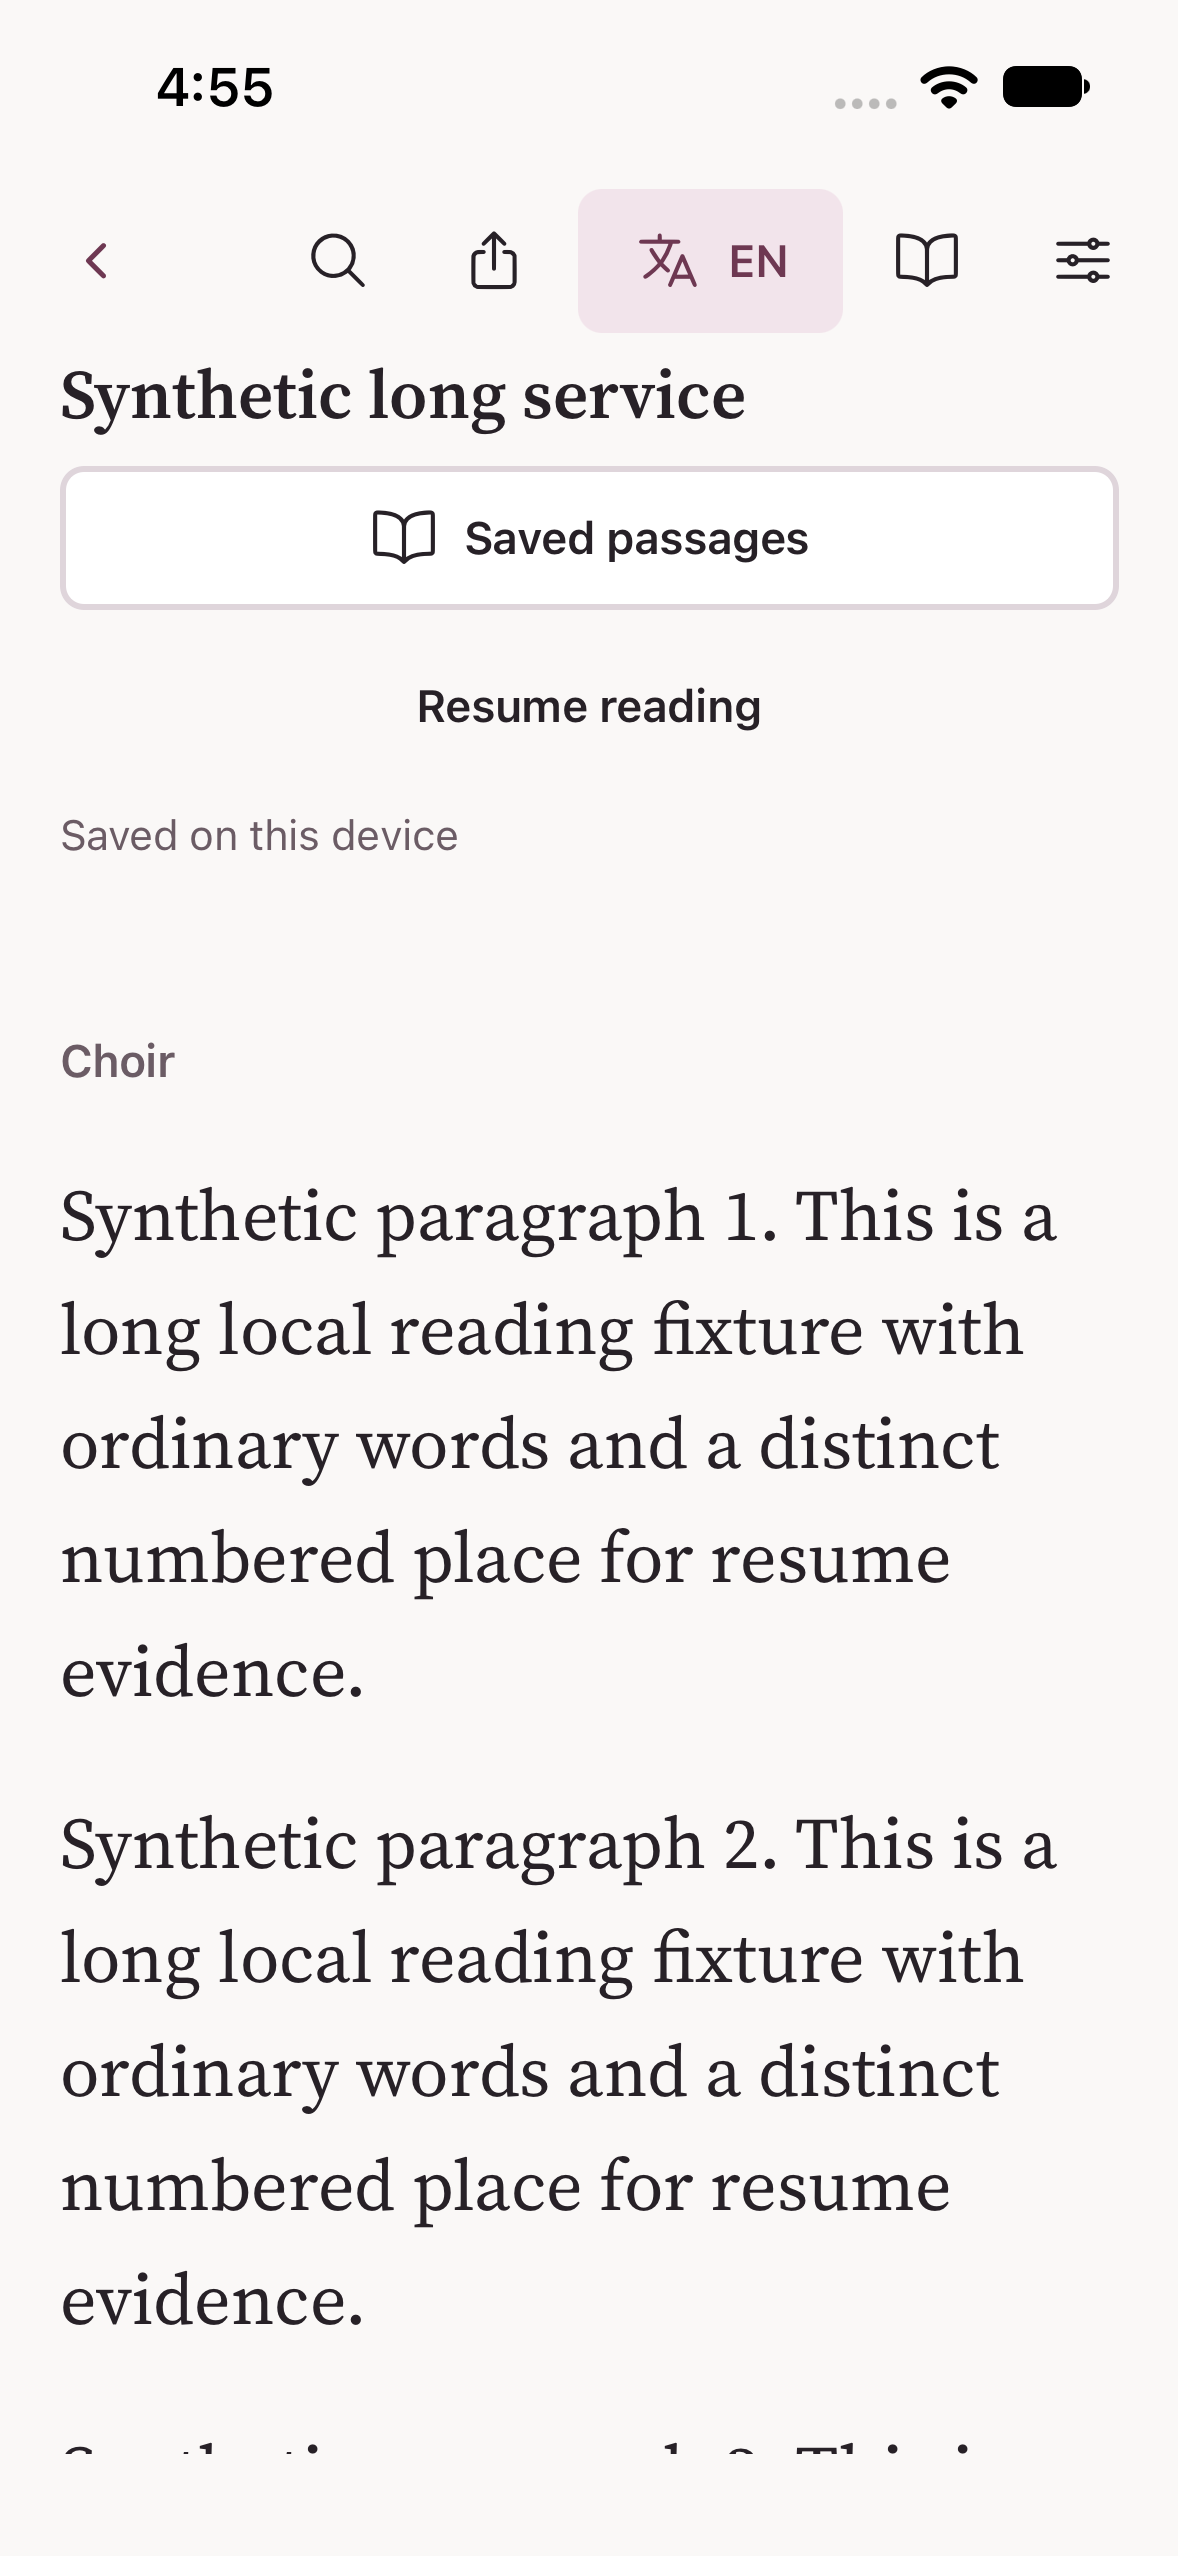 4:55
EN
Synthetic long service
Saved passages
Resume reading
Saved on this device
Choir
Synthetic paragraph 1. This is a
long local reading fixture with
ordinary words and a distinct
numbered place for resume
evidence.
Synthetic paragraph 2. This is a
long local reading fixture with
ordinary words and a distinct
numbered place for resume
evidence.